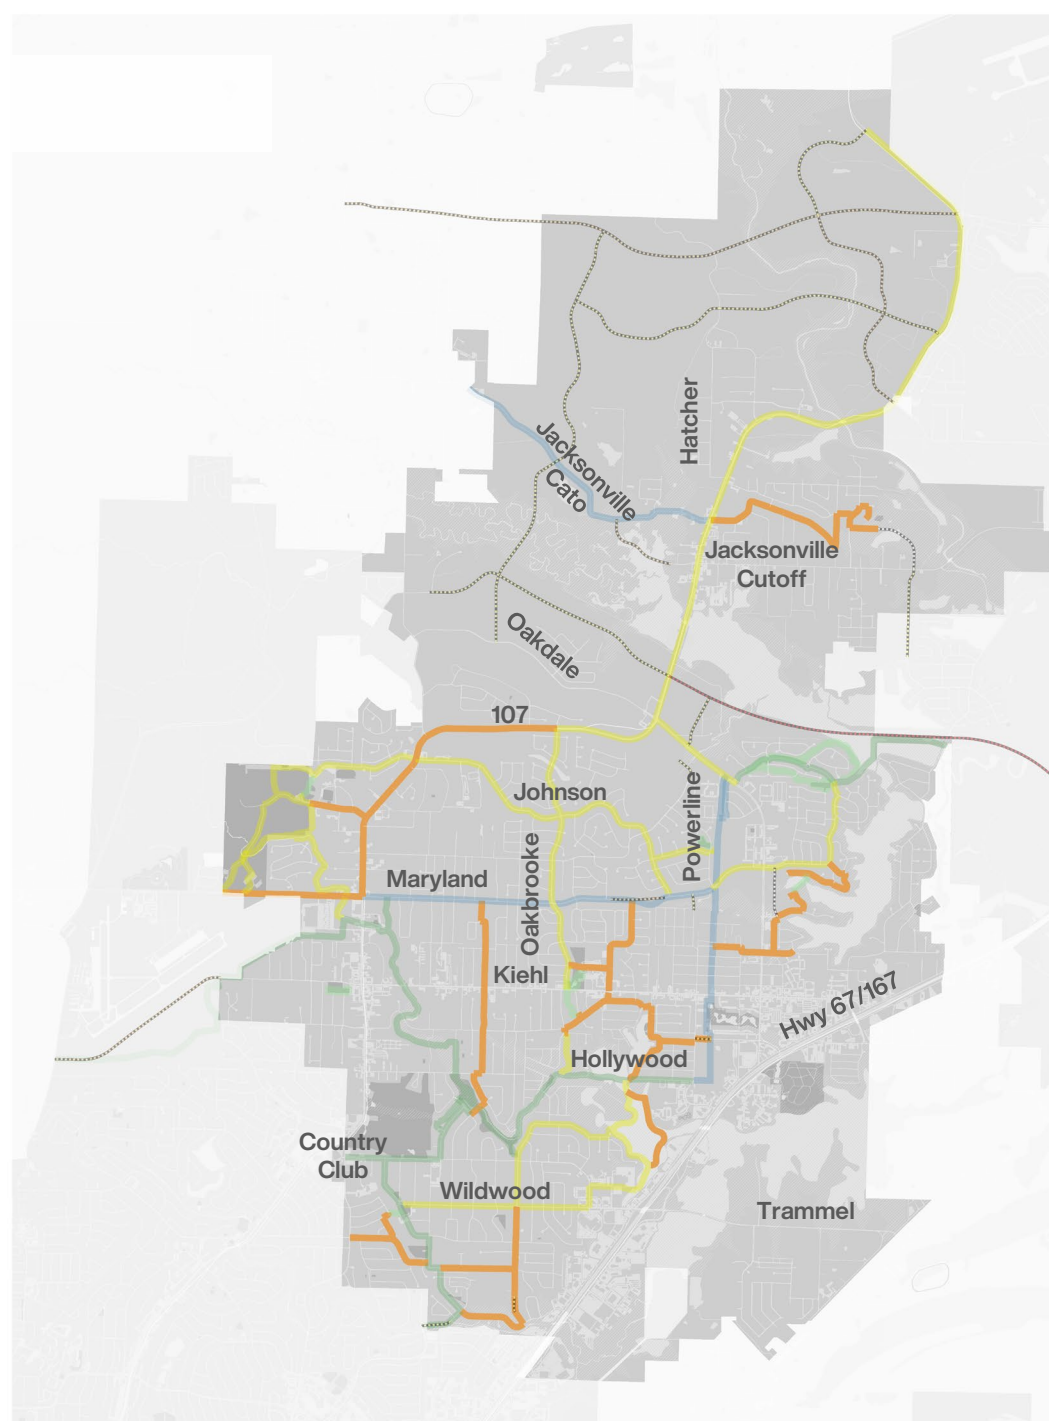 Hatcher
Jacksonville
Cato
Jacksonville
Cutoff
Oakdale
107
Johnson
Powerline
Maryland
Oakbrooke
Kiehl
Hwy 67/167
Hollywood
Country
Club
Wildwood
Trammel